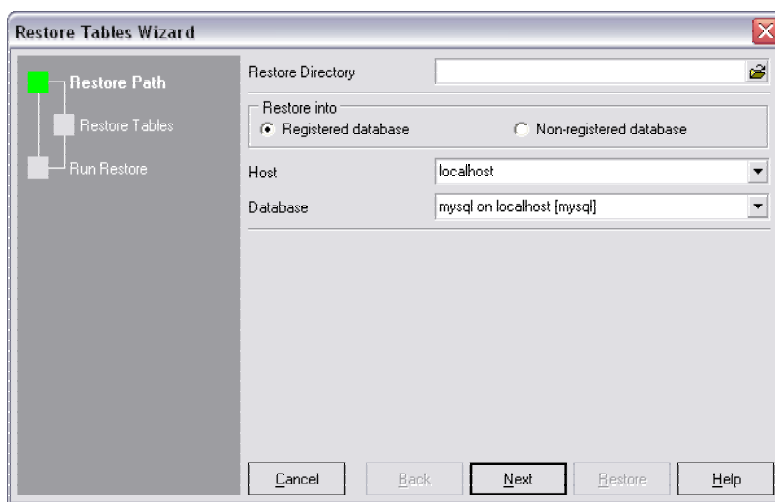 Restore Tables Wizard
Restore Path
Restore Tables
Run Restore
Restore Directory
Restore into
Registered database Non-registered database
Host localhost
Database mysql on localhost [mysql]
Cancel Back Next Restore Help